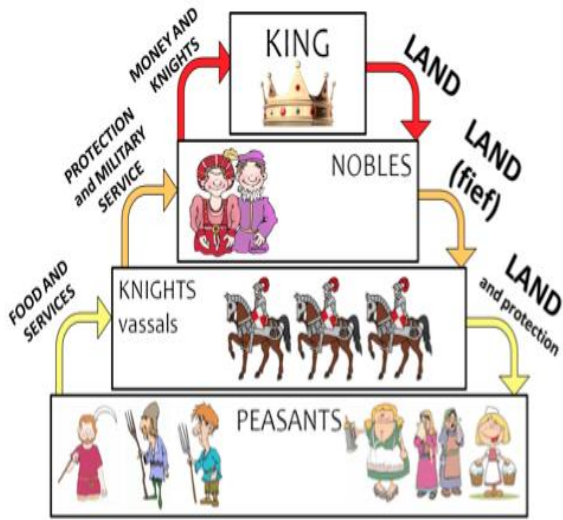 KING
MONEY AND
KNIGHTS
LAND
NOBLES
PROTECTION
and MILITARY
SERVICE
LAND
(fief)
KNIGHTS
vassals
FOOD AND
SERVICES
LAND
and protection
PEASANTS